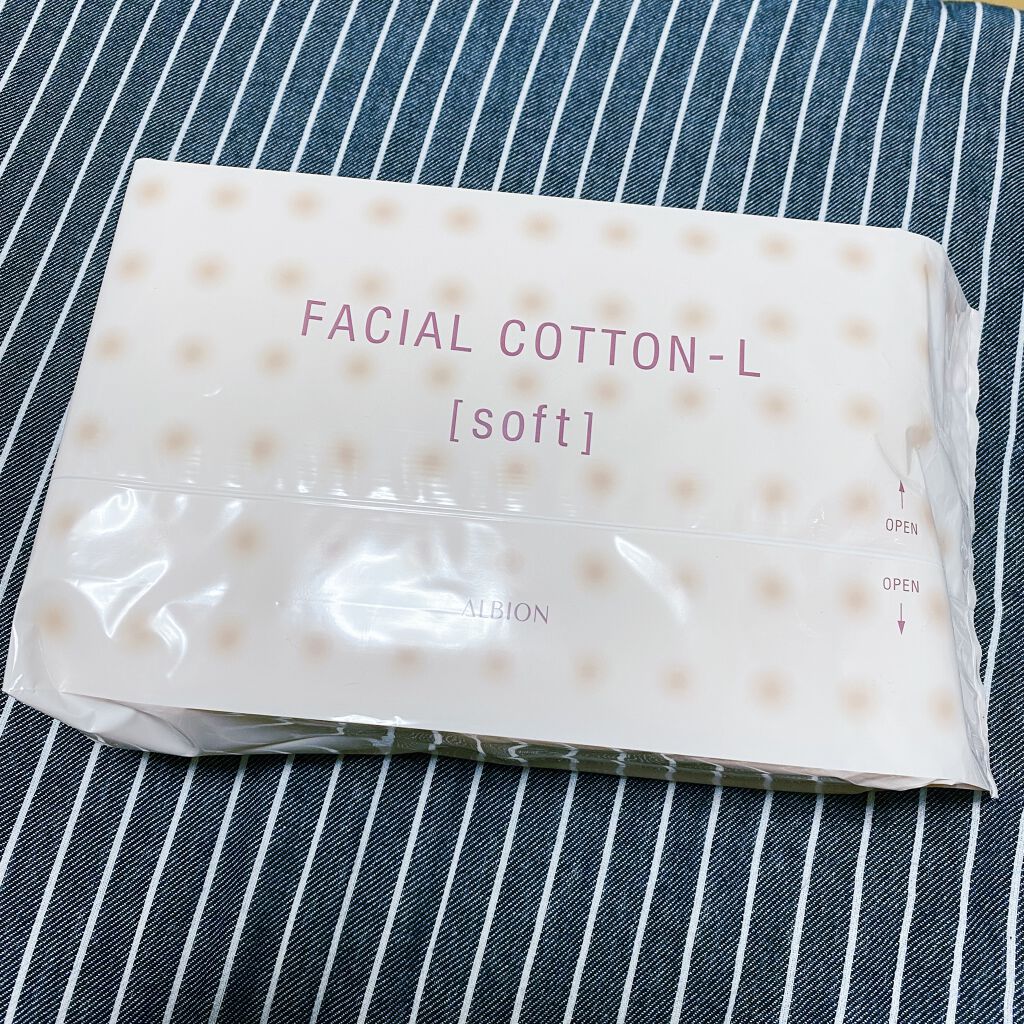 FACIAL COTTON-L
[soft]
OPEN
OPEN
ALBION